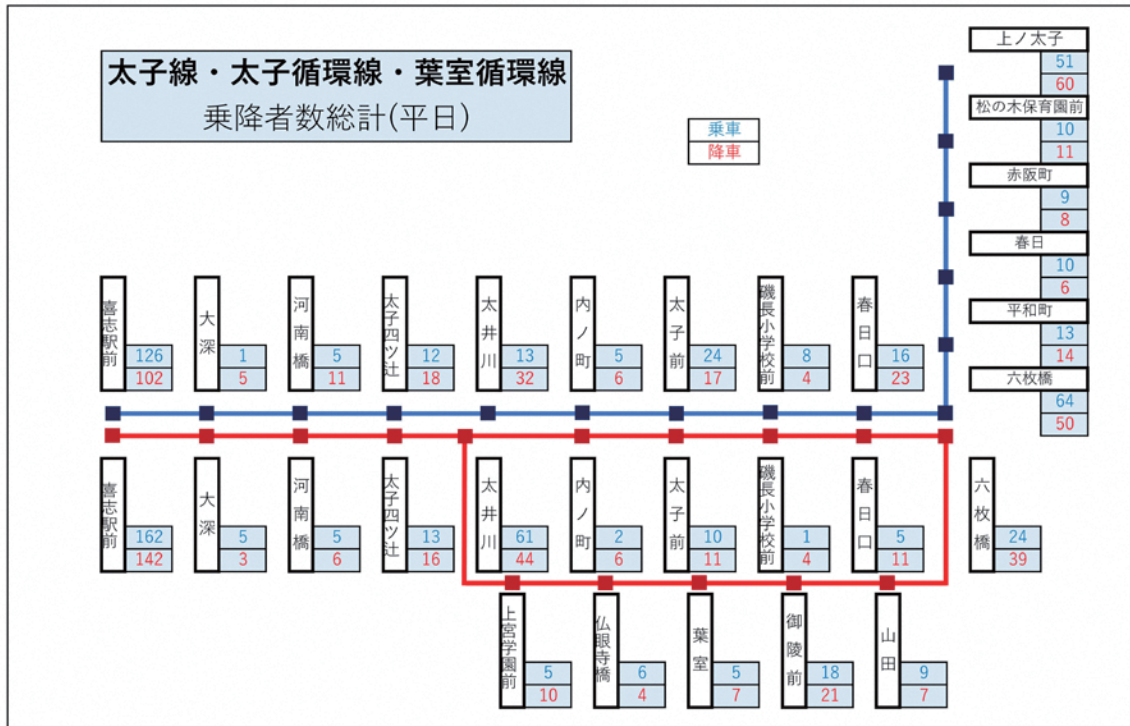 太子線・太子循環線・葉室循環線
乗降者数総計(平日)
乗車
降車
上ノ太子
51
60
松の木保育園前
10
11
赤阪町
9
8
春日
10
6
平和町
13
14
六枚橋
64
50
喜志駅前
126
102
大深
1
5
河南橋
5
11
太子四ツ辻
12
18
太井川
13
32
内ノ町
5
6
太子前
24
17
磯長小学校前
8
4
春日口
16
23
喜志駅前
162
142
大深
5
3
河南橋
5
6
太子四ツ辻
13
16
太井川
61
44
内ノ町
2
6
太子前
10
11
磯長小学校前
1
4
春日口
5
11
六枚橋
24
39
上宮学園前
5
10
仏眼寺橋
6
4
葉室
5
7
御陵前
18
21
山田
9
7